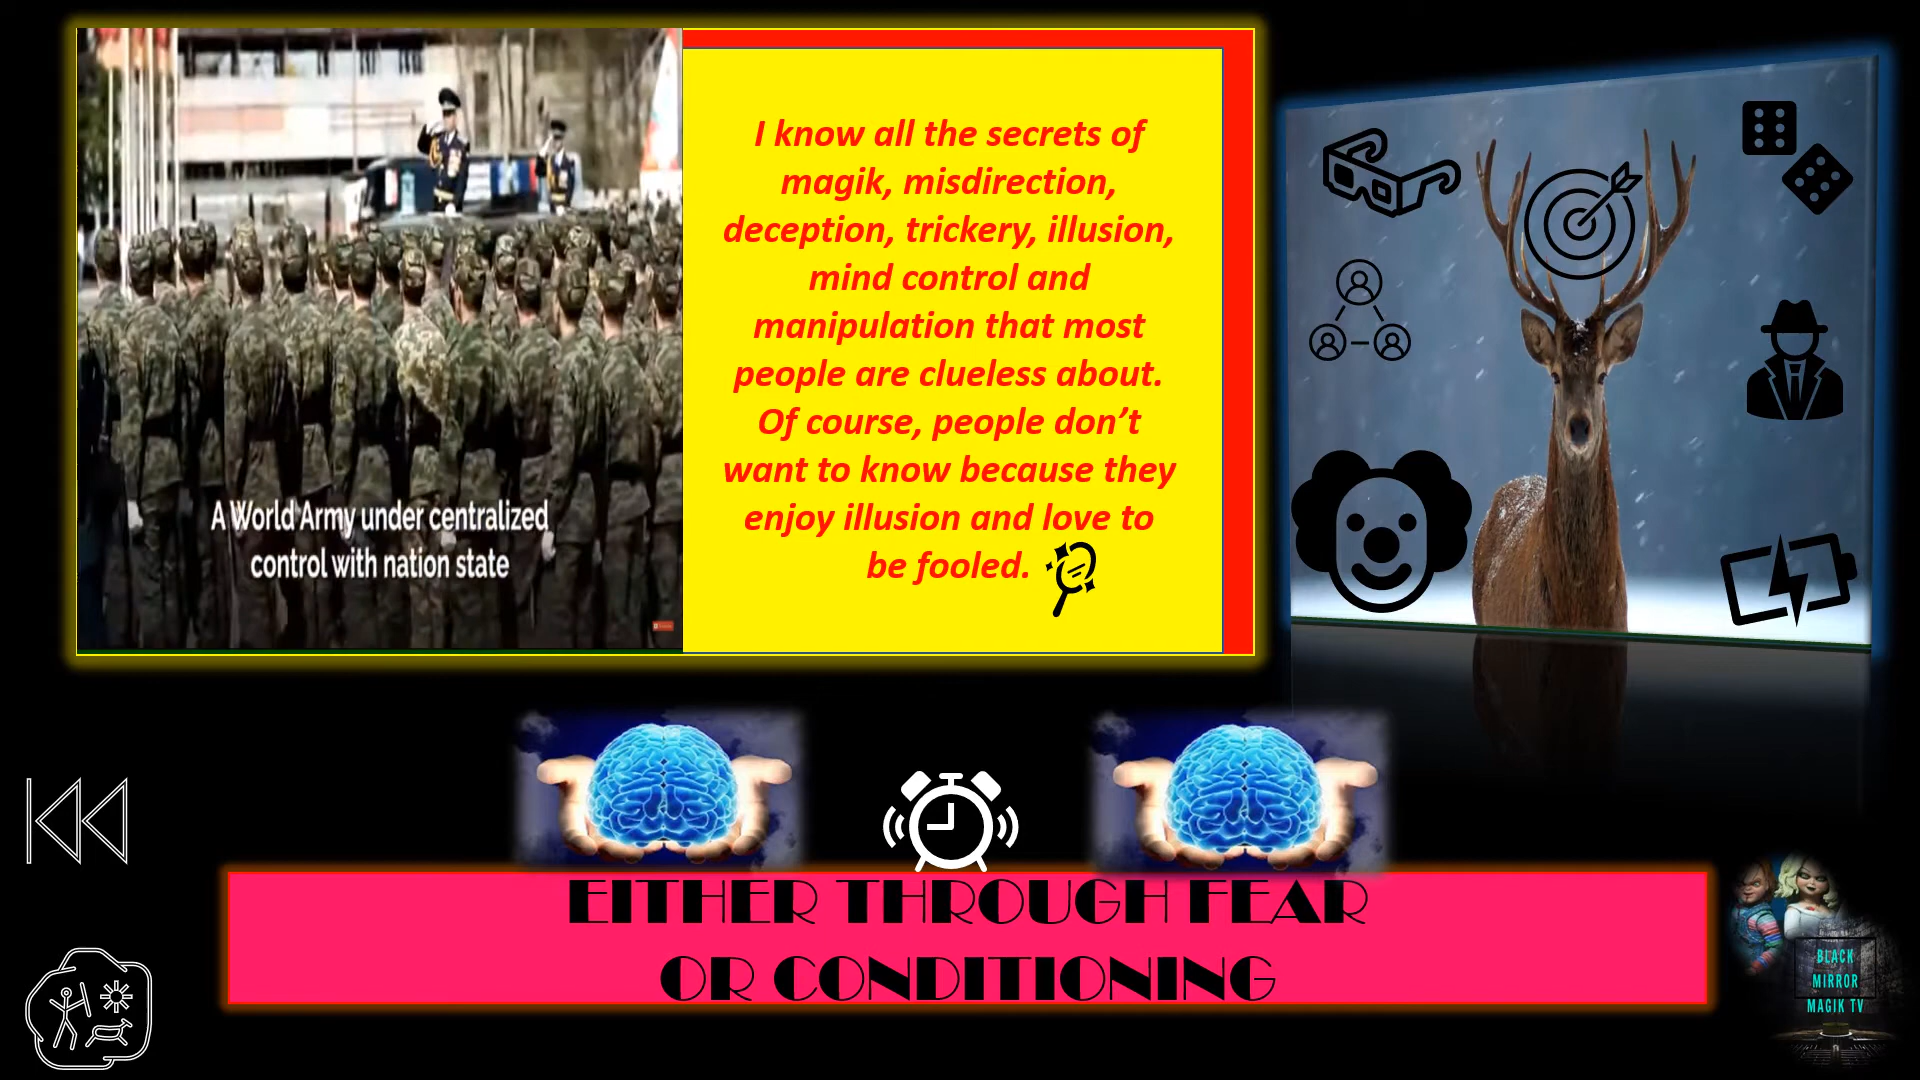 A World Army under centralized
control with nation state
I know all the secrets of
magik, misdirection,
deception, trickery, illusion,
mind control and
manipulation that most
people are clueless about.
Of course, people don’t
want to know because they
enjoy illusion and love to
be fooled.
EITHER THROUGH FEAR
OR CONDITIONING
BLACK
MIRROR
MAGIK TV